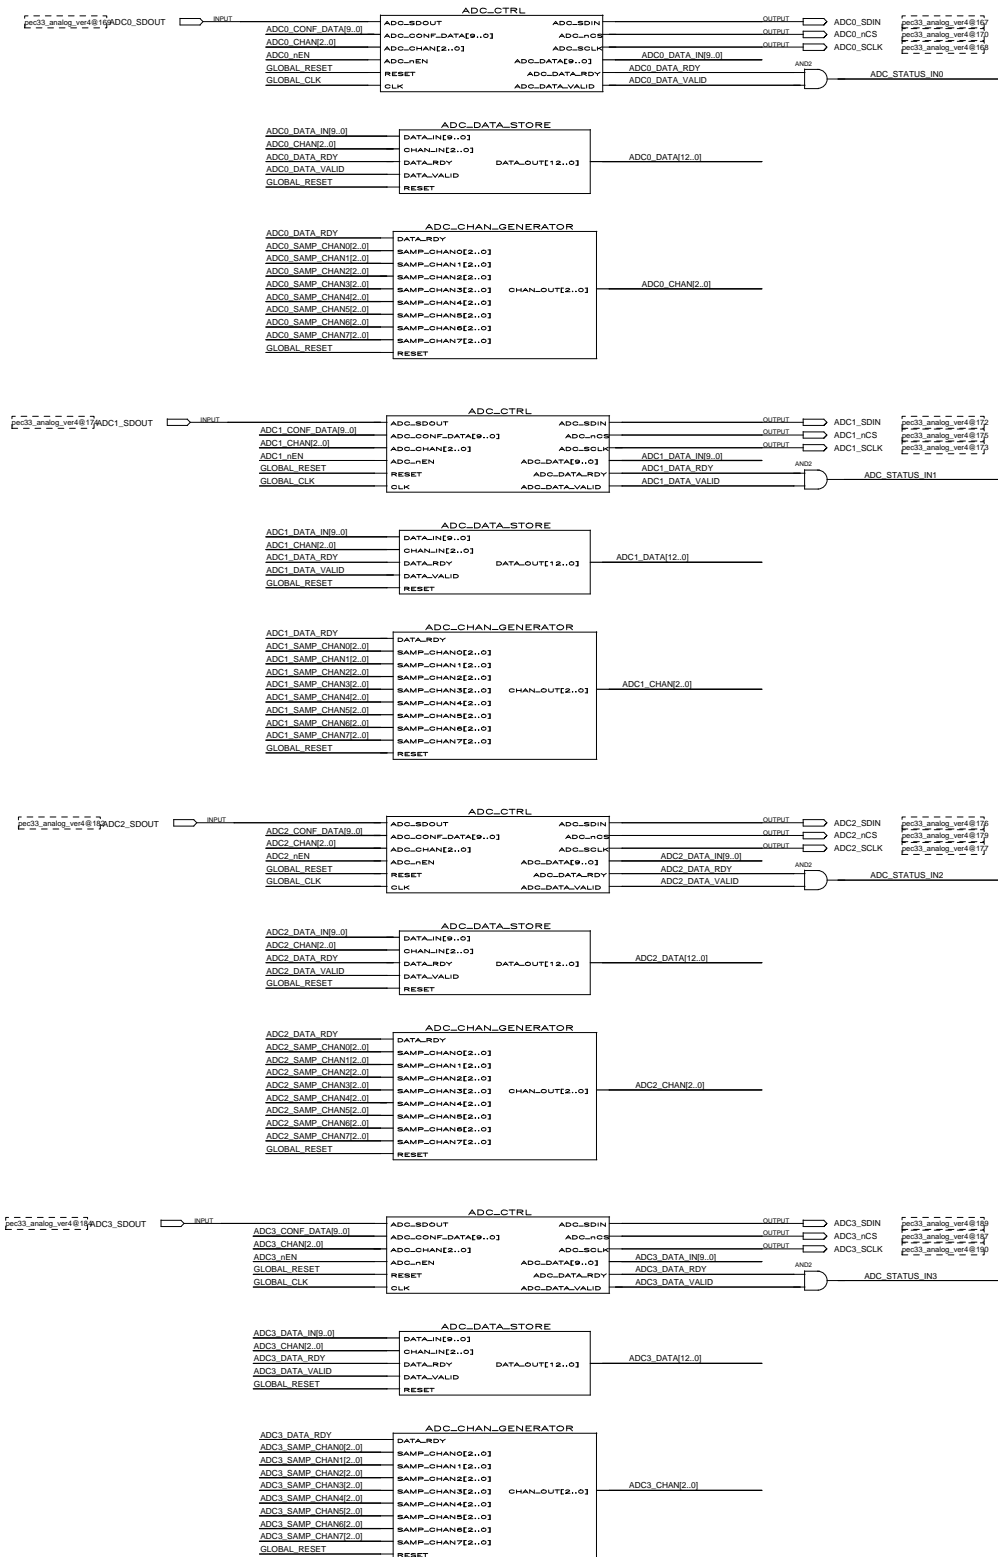 ADC_CTRL
pec33_analog_ver4@169 ADC0_SDOUT INPUT ADC_SDOUT ADC_SDIN OUTPUT ADC0_SDIN pec33_analog_ver4@167
ADC0_CONF_DATA[9..0] ADC_CONF_DATA[9..0] ADC_nCS OUTPUT ADC0_nCS pec33_analog_ver4@170
ADC0_CHAN[2..0] ADC_CHAN[2..0] ADC_SCLK OUTPUT ADC0_SCLK pec33_analog_ver4@168
ADC0_nEN ADC_nEN ADC_DATA[9..0] ADC0_DATA_IN[9..0]
GLOBAL_RESET RESET ADC_DATA_RDY ADC0_DATA_RDY AND2 ADC_STATUS_IN0
GLOBAL_CLK CLK ADC_DATA_VALID ADC0_DATA_VALID
ADC_DATA_STORE
ADC0_DATA_IN[9..0] DATA_IN[9..0]
ADC0_CHAN[2..0] CHAN_IN[2..0]
ADC0_DATA_RDY DATA_RDY DATA_OUT[12..0] ADC0_DATA[12..0]
ADC0_DATA_VALID DATA_VALID
GLOBAL_RESET RESET
ADC_CHAN_GENERATOR
ADC0_DATA_RDY DATA_RDY
ADC0_SAMP_CHAN0[2..0] SAMP_CHAN0[2..0]
ADC0_SAMP_CHAN1[2..0] SAMP_CHAN1[2..0]
ADC0_SAMP_CHAN2[2..0] SAMP_CHAN2[2..0]
ADC0_SAMP_CHAN3[2..0] SAMP_CHAN3[2..0] CHAN_OUT[2..0] ADC0_CHAN[2..0]
ADC0_SAMP_CHAN4[2..0] SAMP_CHAN4[2..0]
ADC0_SAMP_CHAN5[2..0] SAMP_CHAN5[2..0]
ADC0_SAMP_CHAN6[2..0] SAMP_CHAN6[2..0]
ADC0_SAMP_CHAN7[2..0] SAMP_CHAN7[2..0]
GLOBAL_RESET RESET
ADC_CTRL
pec33_analog_ver4@174 ADC1_SDOUT INPUT ADC_SDOUT ADC_SDIN OUTPUT ADC1_SDIN pec33_analog_ver4@172
ADC1_CONF_DATA[9..0] ADC_CONF_DATA[9..0] ADC_nCS OUTPUT ADC1_nCS pec33_analog_ver4@175
ADC1_CHAN[2..0] ADC_CHAN[2..0] ADC_SCLK OUTPUT ADC1_SCLK pec33_analog_ver4@173
ADC1_nEN ADC_nEN ADC_DATA[9..0] ADC1_DATA_IN[9..0]
GLOBAL_RESET RESET ADC_DATA_RDY ADC1_DATA_RDY AND2 ADC_STATUS_IN1
GLOBAL_CLK CLK ADC_DATA_VALID ADC1_DATA_VALID
ADC_DATA_STORE
ADC1_DATA_IN[9..0] DATA_IN[9..0]
ADC1_CHAN[2..0] CHAN_IN[2..0]
ADC1_DATA_RDY DATA_RDY DATA_OUT[12..0] ADC1_DATA[12..0]
ADC1_DATA_VALID DATA_VALID
GLOBAL_RESET RESET
ADC_CHAN_GENERATOR
ADC1_DATA_RDY DATA_RDY
ADC1_SAMP_CHAN0[2..0] SAMP_CHAN0[2..0]
ADC1_SAMP_CHAN1[2..0] SAMP_CHAN1[2..0]
ADC1_SAMP_CHAN2[2..0] SAMP_CHAN2[2..0]
ADC1_SAMP_CHAN3[2..0] SAMP_CHAN3[2..0] CHAN_OUT[2..0] ADC1_CHAN[2..0]
ADC1_SAMP_CHAN4[2..0] SAMP_CHAN4[2..0]
ADC1_SAMP_CHAN5[2..0] SAMP_CHAN5[2..0]
ADC1_SAMP_CHAN6[2..0] SAMP_CHAN6[2..0]
ADC1_SAMP_CHAN7[2..0] SAMP_CHAN7[2..0]
GLOBAL_RESET RESET
ADC_CTRL
pec33_analog_ver4@182 ADC2_SDOUT INPUT ADC_SDOUT ADC_SDIN OUTPUT ADC2_SDIN pec33_analog_ver4@176
ADC2_CONF_DATA[9..0] ADC_CONF_DATA[9..0] ADC_nCS OUTPUT ADC2_nCS pec33_analog_ver4@179
ADC2_CHAN[2..0] ADC_CHAN[2..0] ADC_SCLK OUTPUT ADC2_SCLK pec33_analog_ver4@177
ADC2_nEN ADC_nEN ADC_DATA[9..0] ADC2_DATA_IN[9..0]
GLOBAL_RESET RESET ADC_DATA_RDY ADC2_DATA_RDY AND2 ADC_STATUS_IN2
GLOBAL_CLK CLK ADC_DATA_VALID ADC2_DATA_VALID
ADC_DATA_STORE
ADC2_DATA_IN[9..0] DATA_IN[9..0]
ADC2_CHAN[2..0] CHAN_IN[2..0]
ADC2_DATA_RDY DATA_RDY DATA_OUT[12..0] ADC2_DATA[12..0]
ADC2_DATA_VALID DATA_VALID
GLOBAL_RESET RESET
ADC_CHAN_GENERATOR
ADC2_DATA_RDY DATA_RDY
ADC2_SAMP_CHAN0[2..0] SAMP_CHAN0[2..0]
ADC2_SAMP_CHAN1[2..0] SAMP_CHAN1[2..0]
ADC2_SAMP_CHAN2[2..0] SAMP_CHAN2[2..0]
ADC2_SAMP_CHAN3[2..0] SAMP_CHAN3[2..0] CHAN_OUT[2..0] ADC2_CHAN[2..0]
ADC2_SAMP_CHAN4[2..0] SAMP_CHAN4[2..0]
ADC2_SAMP_CHAN5[2..0] SAMP_CHAN5[2..0]
ADC2_SAMP_CHAN6[2..0] SAMP_CHAN6[2..0]
ADC2_SAMP_CHAN7[2..0] SAMP_CHAN7[2..0]
GLOBAL_RESET RESET
ADC_CTRL
pec33_analog_ver4@184 ADC3_SDOUT INPUT ADC_SDOUT ADC_SDIN OUTPUT ADC3_SDIN pec33_analog_ver4@189
ADC3_CONF_DATA[9..0] ADC_CONF_DATA[9..0] ADC_nCS OUTPUT ADC3_nCS pec33_analog_ver4@187
ADC3_CHAN[2..0] ADC_CHAN[2..0] ADC_SCLK OUTPUT ADC3_SCLK pec33_analog_ver4@190
ADC3_nEN ADC_nEN ADC_DATA[9..0] ADC3_DATA_IN[9..0]
GLOBAL_RESET RESET ADC_DATA_RDY ADC3_DATA_RDY AND2 ADC_STATUS_IN3
GLOBAL_CLK CLK ADC_DATA_VALID ADC3_DATA_VALID
ADC_DATA_STORE
ADC3_DATA_IN[9..0] DATA_IN[9..0]
ADC3_CHAN[2..0] CHAN_IN[2..0]
ADC3_DATA_RDY DATA_RDY DATA_OUT[12..0] ADC3_DATA[12..0]
ADC3_DATA_VALID DATA_VALID
GLOBAL_RESET RESET
ADC_CHAN_GENERATOR
ADC3_DATA_RDY DATA_RDY
ADC3_SAMP_CHAN0[2..0] SAMP_CHAN0[2..0]
ADC3_SAMP_CHAN1[2..0] SAMP_CHAN1[2..0]
ADC3_SAMP_CHAN2[2..0] SAMP_CHAN2[2..0]
ADC3_SAMP_CHAN3[2..0] SAMP_CHAN3[2..0] CHAN_OUT[2..0] ADC3_CHAN[2..0]
ADC3_SAMP_CHAN4[2..0] SAMP_CHAN4[2..0]
ADC3_SAMP_CHAN5[2..0] SAMP_CHAN5[2..0]
ADC3_SAMP_CHAN6[2..0] SAMP_CHAN6[2..0]
ADC3_SAMP_CHAN7[2..0] SAMP_CHAN7[2..0]
GLOBAL_RESET RESET